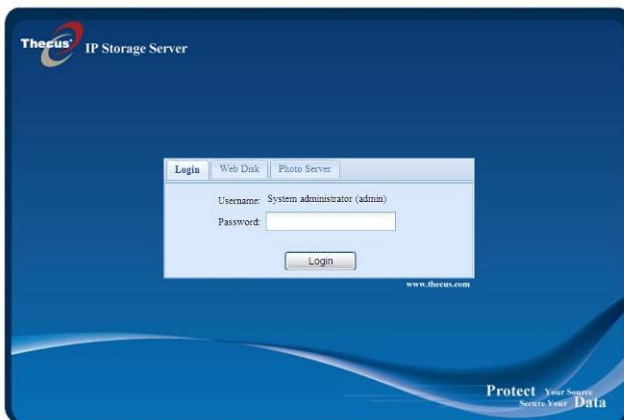 Thecus
IP Storage Server
Login
Web Disk
Photo Server
Username: System administrator (admin)
Password:
Login
www.thecus.com
Protect Your Source
Secure Your Data